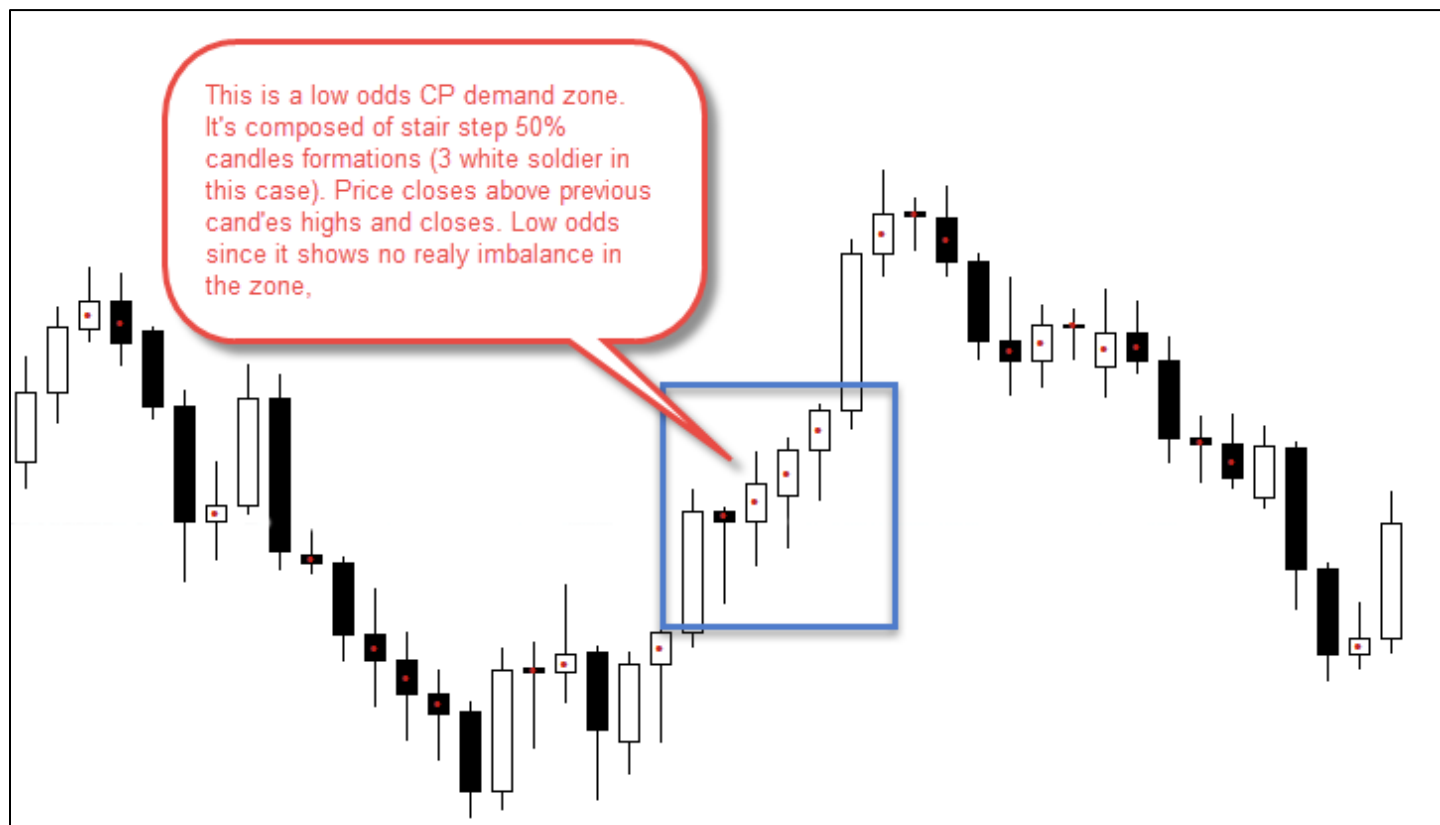 This is a low odds CP demand zone.
It's composed of stair step 50%
candles formations (3 white soldier in
this case). Price closes above previous
cand'es highs and closes. Low odds
since it shows no realy imbalance in
the zone,